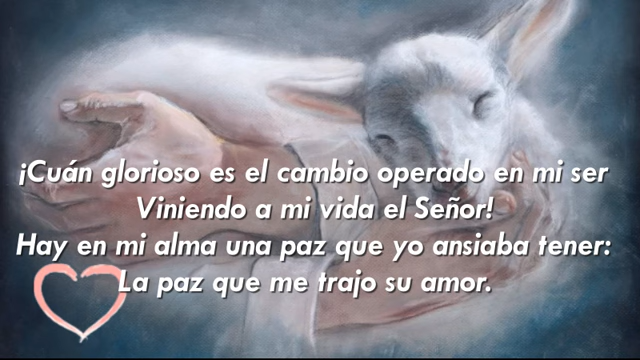 ¡Cuán glorioso es el cambio operado en mi ser
Viniendo a mi vida el Señor!
Hay en mi alma una paz que yo ansiaba tener:
La paz que me trajo su amor.